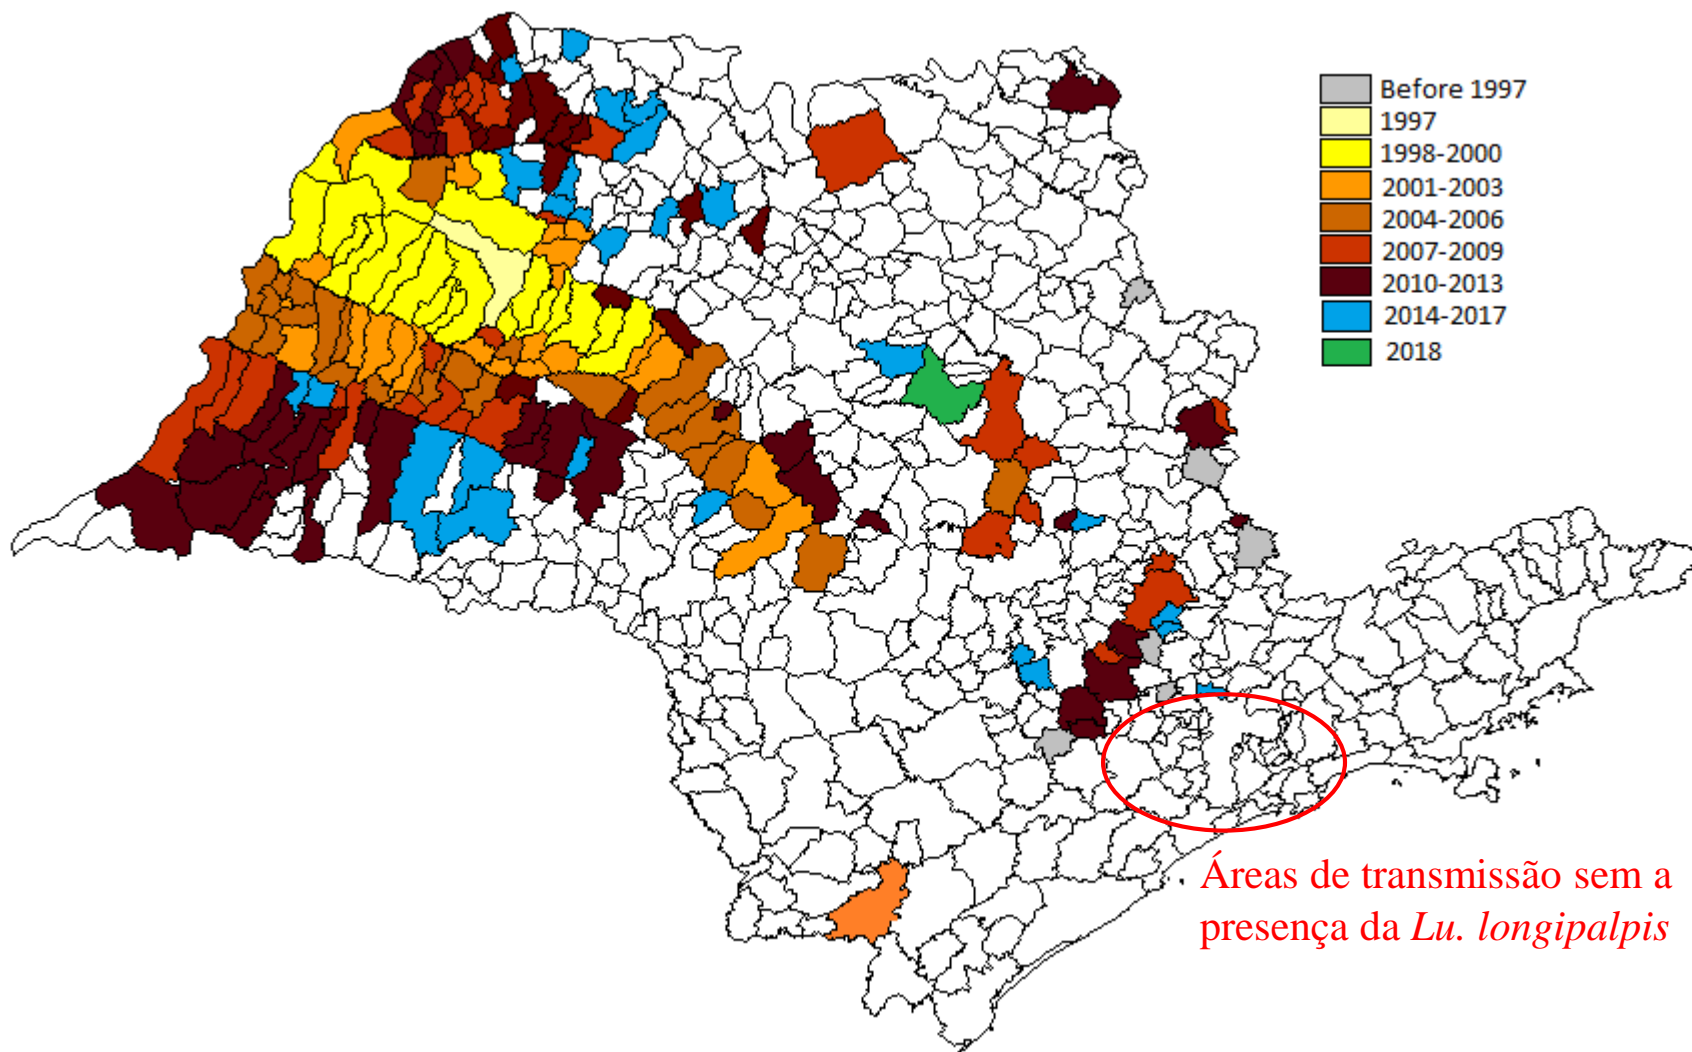 Before 1997
1997
1998-2000
2001-2003
2004-2006
2007-2009
2010-2013
2014-2017
2018
Áreas de transmissão sem a
presença da Lu. longipalpis